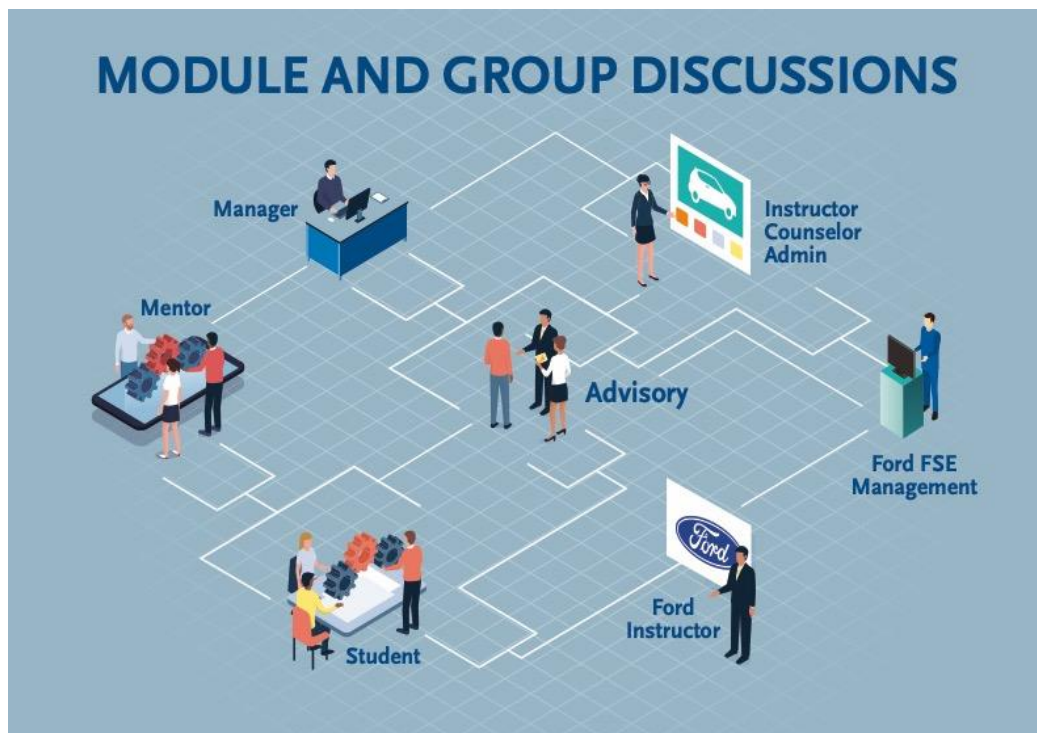 MODULE AND GROUP DISCUSSIONS
Manager
Instructor
Counselor
Admin
Mentor
Advisory
Ford FSE
Management
Ford
Ford
Instructor
Student